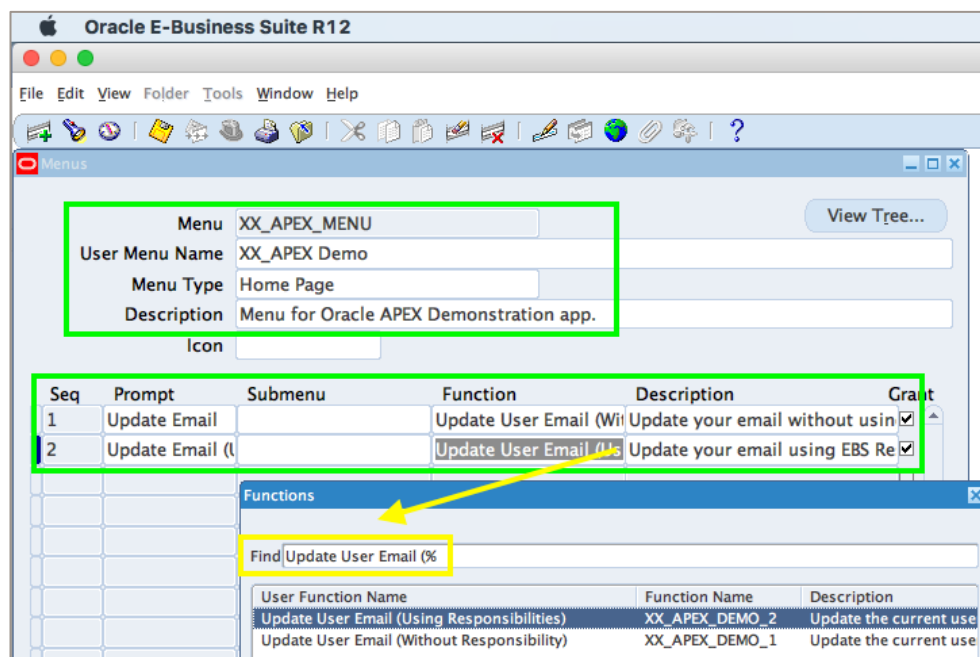 Oracle E-Business Suite R12
File Edit View Folder Tools Window Help
Menus
View Tree...
Menu XX_APEX_MENU
User Menu Name XX_APEX Demo
Menu Type Home Page
Description Menu for Oracle APEX Demonstration app.
Icon
Seq Prompt Submenu Function Description Grant
1 Update Email Update User Email (Wit Update your email without usin
2 Update Email (U Update User Email (Us Update your email using EBS Re
Functions
Find Update User Email (%
User Function Name Function Name Description
Update User Email (Using Responsibilities) XX_APEX_DEMO_2 Update the current use
Update User Email (Without Responsibility) XX_APEX_DEMO_1 Update the current use